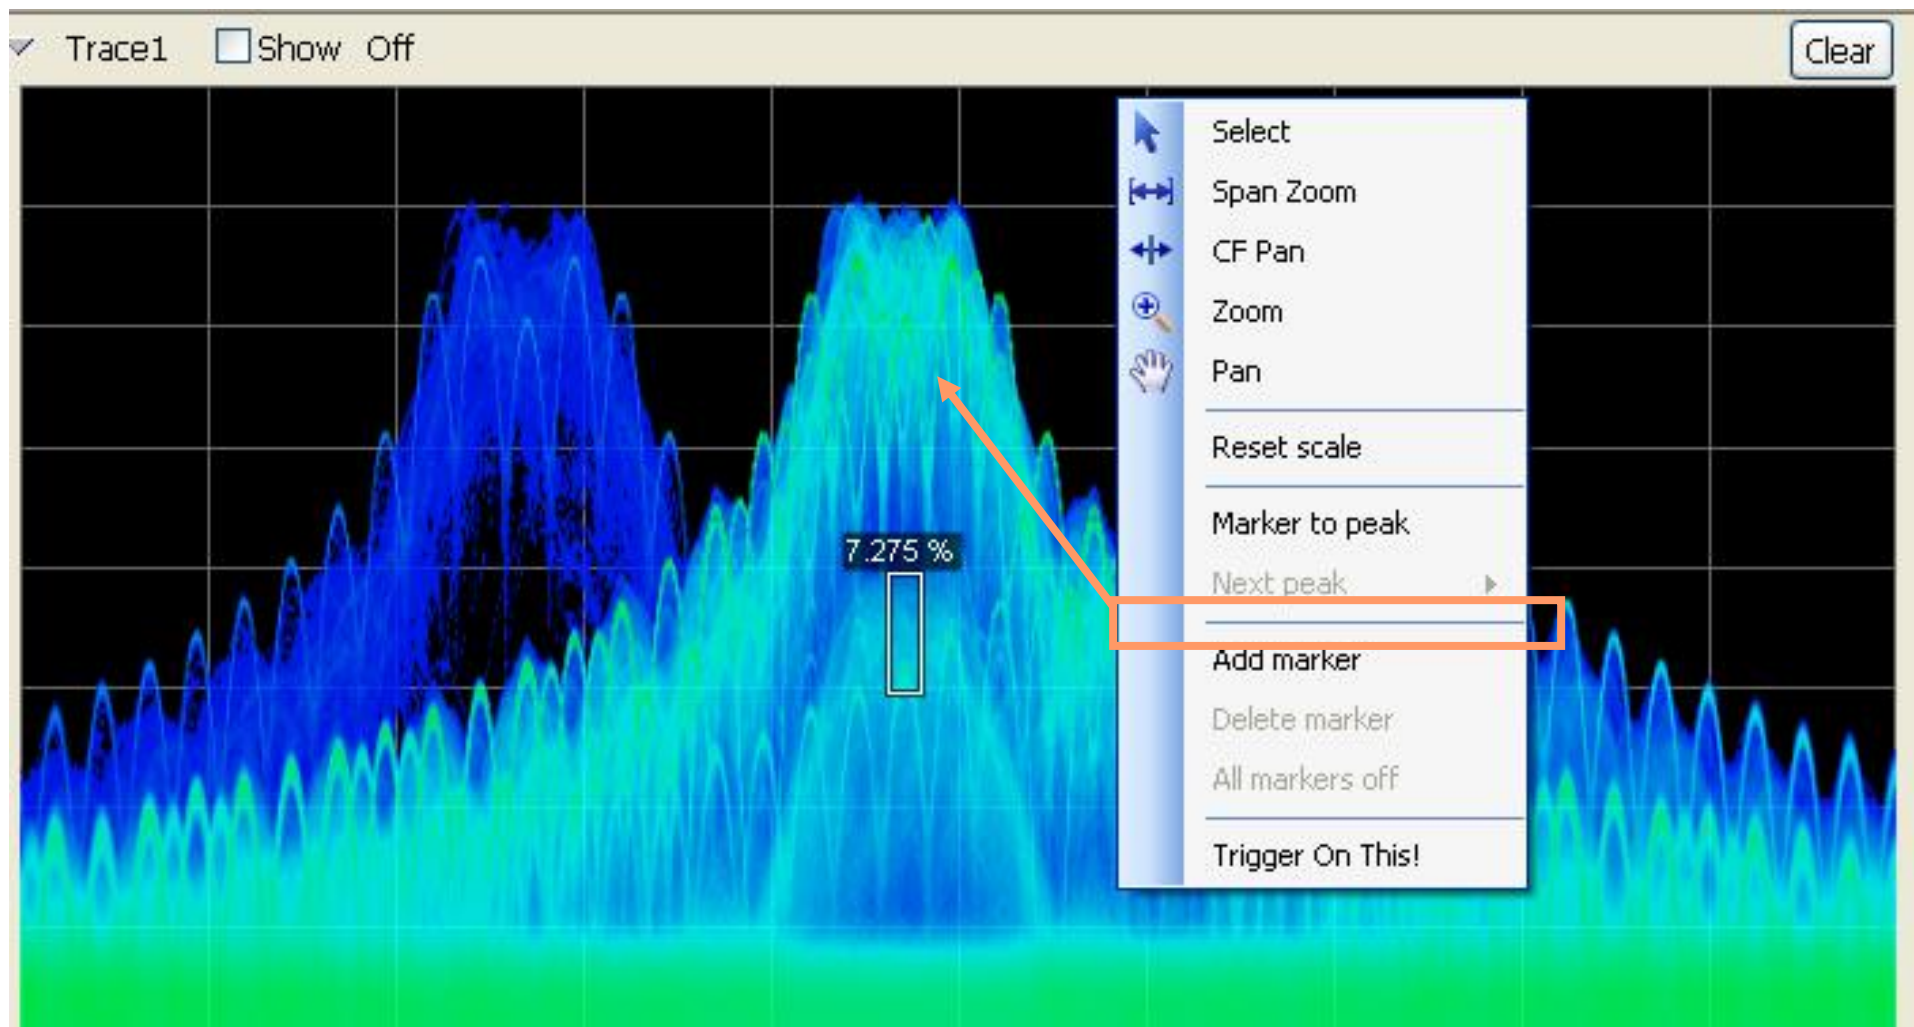 Trace1 Show Off Clear
Select
Span Zoom
CF Pan
Zoom
Pan
Reset scale
Marker to peak
7.275 %
Next peak
Add marker
Delete marker
All markers off
Trigger On This!